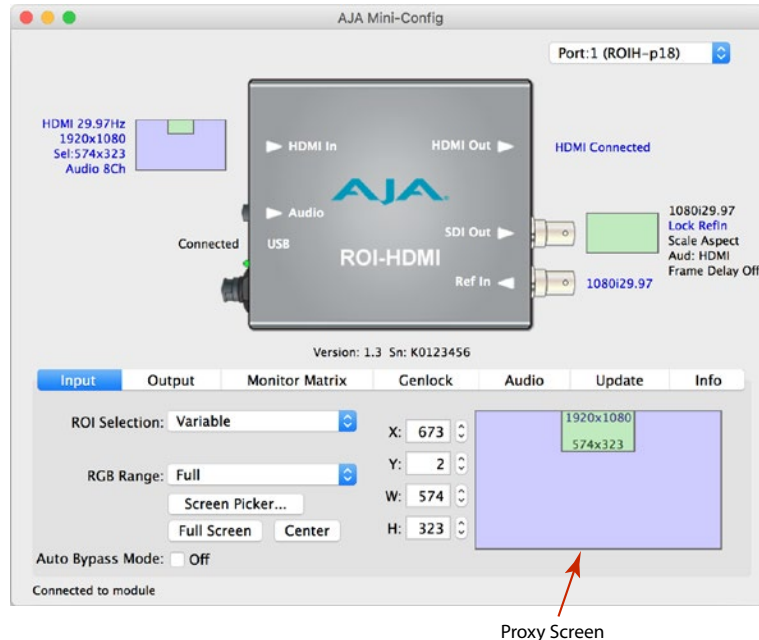 AJA Mini-Config
Port:1 (ROIH-p18)
HDMI 29.97Hz
1920x1080
Sel:574x323
Audio 8Ch
HDMI In
HDMI Out
HDMI Connected
AJA.
Audio
Connected
USB
SDI Out
ROI-HDMI
Ref In
1080i29.97
Lock RefIn
Scale Aspect
Aud: HDMI
Frame Delay Off
1080i29.97
Version: 1.3 Sn: K0123456
Input Output Monitor Matrix Genlock Audio Update Info
ROI Selection: Variable
RGB Range: Full
Screen Picker...
Full Screen Center
Auto Bypass Mode: Off
X: 673
Y: 2
W: 574
H: 323
1920x1080
574x323
Connected to module
Proxy Screen